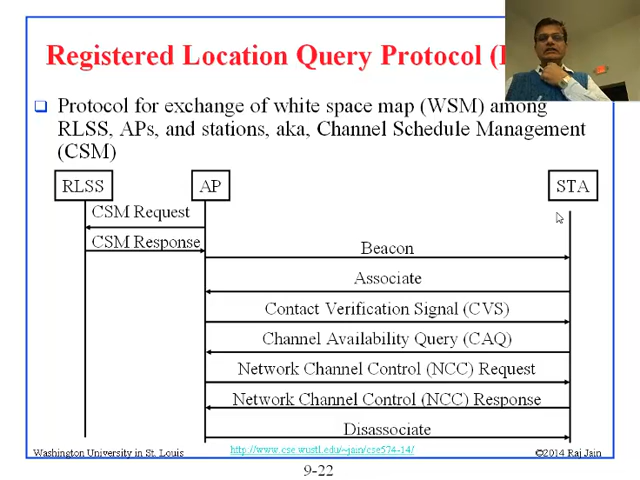 Registered Location Query Protocol (
Protocol for exchange of white space map (WSM) among
RLSS, APs, and stations, aka, Channel Schedule Management
(CSM)
RLSS AP STA
CSM Request
CSM Response
Beacon
Associate
Contact Verification Signal (CVS)
Channel Availability Query (CAQ)
Network Channel Control (NCC) Request
Network Channel Control (NCC) Response
Disassociate
Washington University in St. Louis http://www.cse.wustl.edu/~jain/cse574-14/ ©2014 Raj Jain
9-22